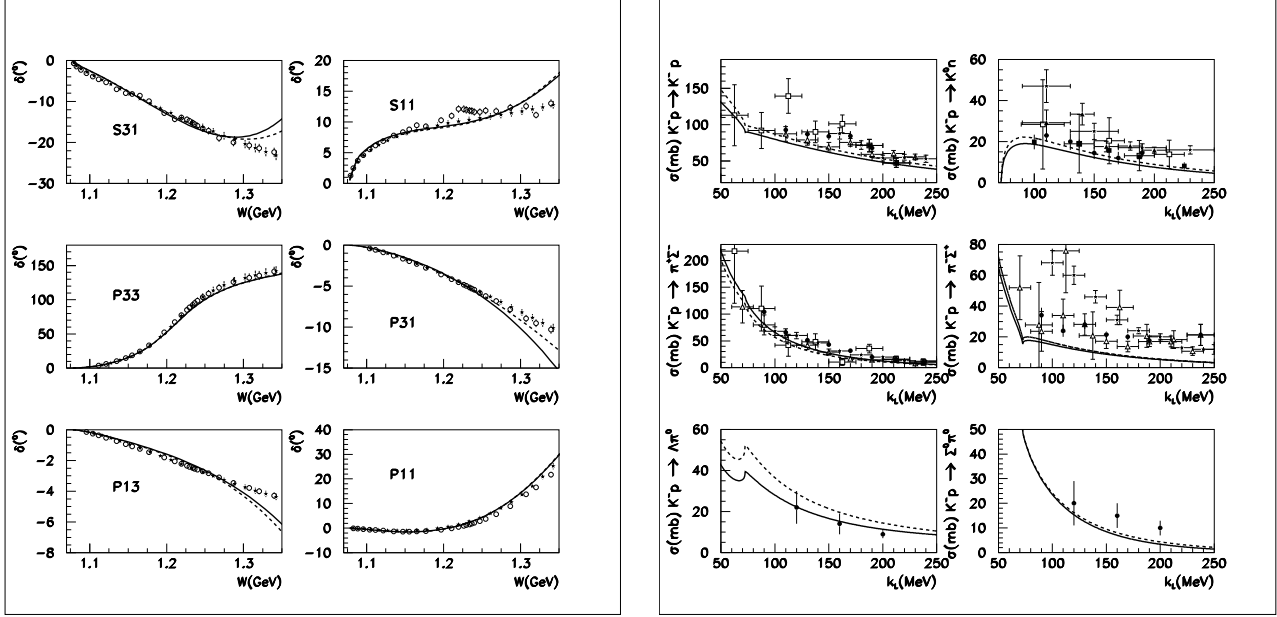 δ(°)
0
−10
−20
−30
S31
1.1 1.2 1.3
W(GeV)
δ(°)
20
15
10
5
0
S11
1.1 1.2 1.3
W(GeV)
δ(°)
150
100
50
0
P33
1.1 1.2 1.3
W(GeV)
δ(°)
0
−5
−10
−15
P31
1.1 1.2 1.3
W(GeV)
δ(°)
0
−2
−4
−6
−8
P13
1.1 1.2 1.3
W(GeV)
δ(°)
40
30
20
10
0
−10
P11
1.1 1.2 1.3
W(GeV)
σ(mb) K⁻p → K⁻ p
150
100
50
50 100 150 200 250
k_L(MeV)
σ(mb) K⁻p → K⁰n
60
40
20
0
100 150 200 250
k_L(MeV)
σ(mb) K⁻p → π⁺Σ⁻
200
150
100
50
0
50 100 150 200 250
k_L(MeV)
σ(mb) K⁻p → π⁻Σ⁺
80
60
40
20
0
50 100 150 200 250
k_L(MeV)
σ(mb) K⁻p → Λπ⁰
60
40
20
0
50 100 150 200 250
k_L(MeV)
σ(mb) K⁻p → Σ⁰π⁰
50
40
30
20
10
0
50 100 150 200 250
k_L(MeV)